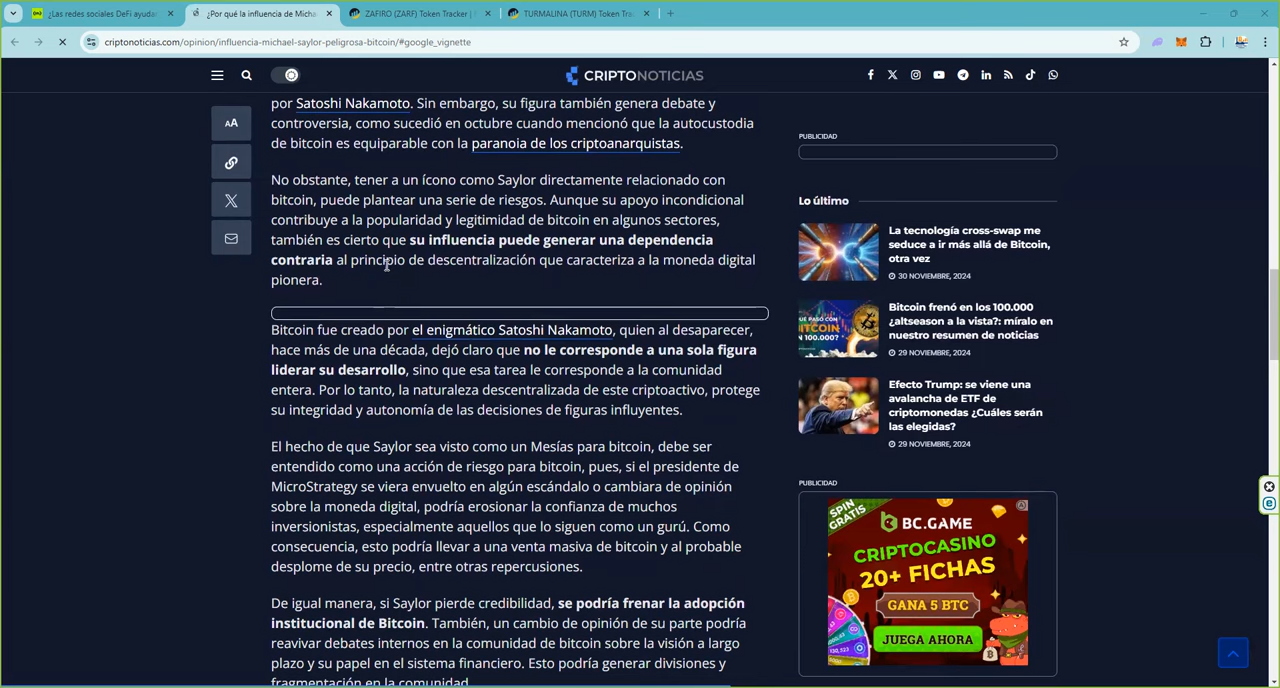 ¿Las redes sociales DeFi ayudar
¿Por qué la influencia de Micha
ZAFIRO (ZARF) Token Tracker |
TURMALINA (TURM) Token Tra
criptonoticias.com/opinion/influencia-michael-saylor-peligrosa-bitcoin/#google_vignette
CRIPTONOTICIAS
AA
por Satoshi Nakamoto. Sin embargo, su figura también genera debate y
controversia, como sucedió en octubre cuando mencionó que la autocustodia
de bitcoin es equiparable con la paranoia de los criptoanarquistas.
No obstante, tener a un ícono como Saylor directamente relacionado con
bitcoin, puede plantear una serie de riesgos. Aunque su apoyo incondicional
contribuye a la popularidad y legitimidad de bitcoin en algunos sectores,
también es cierto que su influencia puede generar una dependencia
contraria al principio de descentralización que caracteriza a la moneda digital
pionera.
Bitcoin fue creado por el enigmático Satoshi Nakamoto, quien al desaparecer,
hace más de una década, dejó claro que no le corresponde a una sola figura
liderar su desarrollo, sino que esa tarea le corresponde a la comunidad
entera. Por lo tanto, la naturaleza descentralizada de este criptoactivo, protege
su integridad y autonomía de las decisiones de figuras influyentes.
El hecho de que Saylor sea visto como un Mesías para bitcoin, debe ser
entendido como una acción de riesgo para bitcoin, pues, si el presidente de
MicroStrategy se viera envuelto en algún escándalo o cambiara de opinión
sobre la moneda digital, podría erosionar la confianza de muchos
inversionistas, especialmente aquellos que lo siguen como un gurú. Como
consecuencia, esto podría llevar a una venta masiva de bitcoin y al probable
desplome de su precio, entre otras repercusiones.
De igual manera, si Saylor pierde credibilidad, se podría frenar la adopción
institucional de Bitcoin. También, un cambio de opinión de su parte podría
reavivar debates internos en la comunidad de bitcoin sobre la visión a largo
plazo y su papel en el sistema financiero. Esto podría generar divisiones y
fragmentación en la comunidad.
PUBLICIDAD
Lo último
La tecnología cross-swap me
seduce a ir más allá de Bitcoin,
otra vez
30 NOVIEMBRE, 2024
Bitcoin frenó en los 100.000
¿altseason a la vista?: míralo en
nuestro resumen de noticias
29 NOVIEMBRE, 2024
Efecto Trump: se viene una
avalancha de ETF de
criptomonedas ¿Cuáles serán
las elegidas?
29 NOVIEMBRE, 2024
PUBLICIDAD
SPIN
GRATIS
BC.GAME
CRIPTOCASINO
20+ FICHAS
GANA 5 BTC
JUEGA AHORA